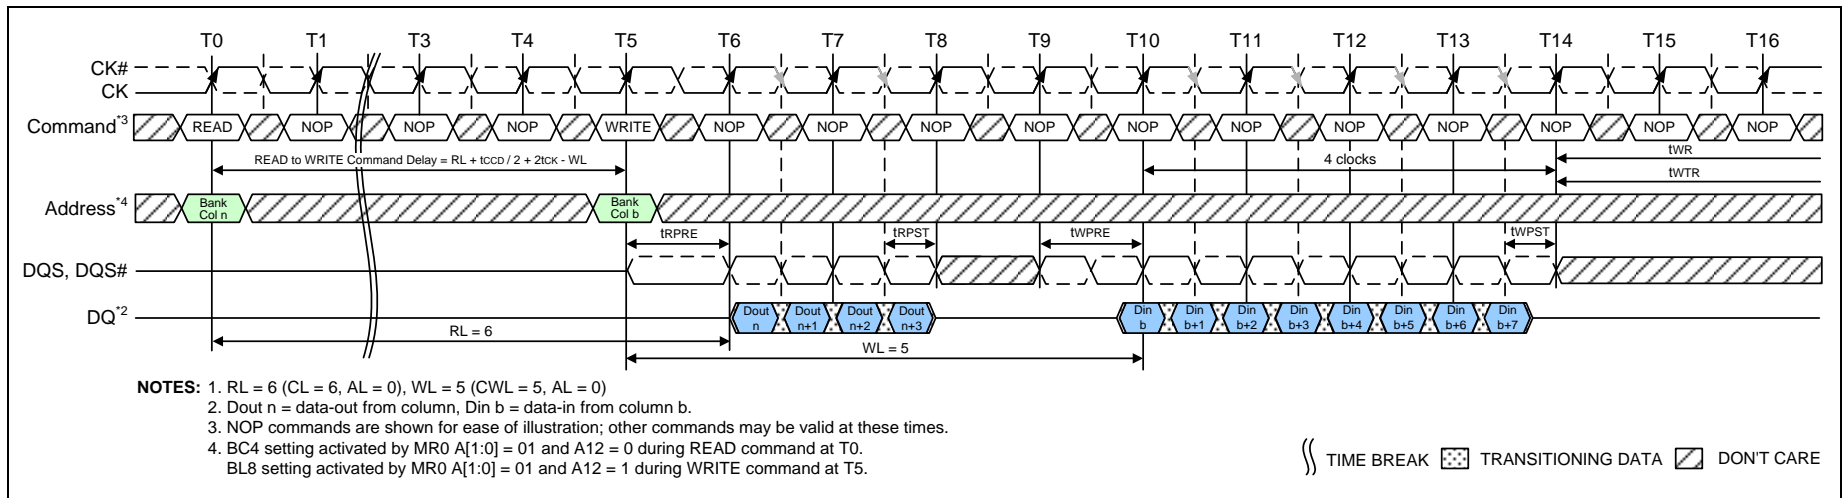 T0 T1 T3 T4 T5 T6 T7 T8 T9 T10 T11 T12 T13 T14 T15 T16
CK#
CK
Command*3 READ NOP NOP NOP WRITE NOP NOP NOP NOP NOP NOP NOP NOP NOP NOP NOP
READ to WRITE Command Delay = RL + tCCD / 2 + 2tCK - WL 4 clocks tWR
tWTR
Address*4 Bank Col n Bank Col b
tRPRE tRPST tWPRE tWPST
DQS, DQS#
DQ*2 Dout n Dout n+1 Dout n+2 Dout n+3 Din b Din b+1 Din b+2 Din b+3 Din b+4 Din b+5 Din b+6 Din b+7
RL = 6
WL = 5
NOTES: 1. RL = 6 (CL = 6, AL = 0), WL = 5 (CWL = 5, AL = 0)
2. Dout n = data-out from column, Din b = data-in from column b.
3. NOP commands are shown for ease of illustration; other commands may be valid at these times.
4. BC4 setting activated by MR0 A[1:0] = 01 and A12 = 0 during READ command at T0.
BL8 setting activated by MR0 A[1:0] = 01 and A12 = 1 during WRITE command at T5.
TIME BREAK TRANSITIONING DATA DON'T CARE